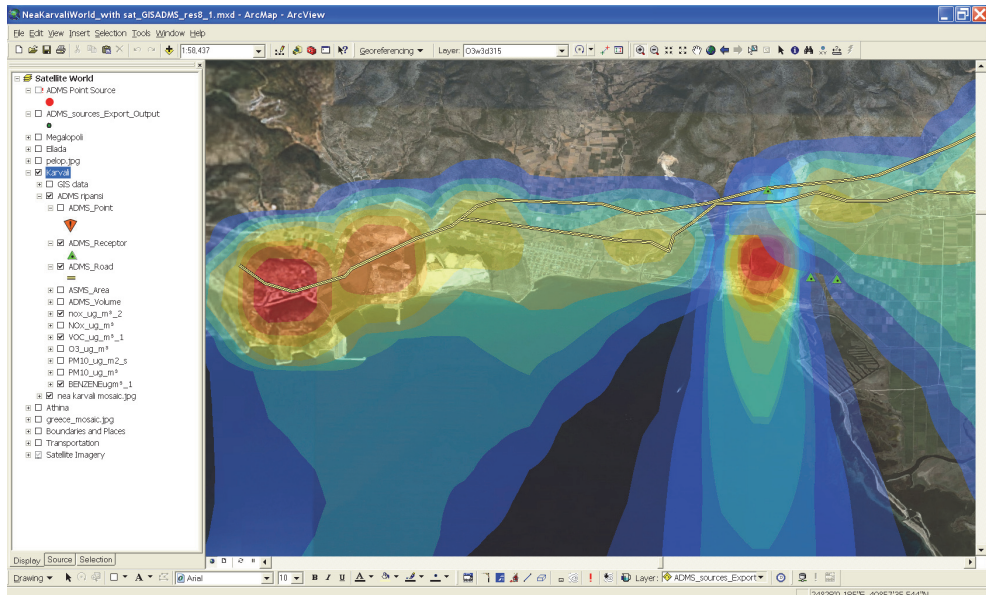 NeaKarvaliWorld_with sat_GISADMS_res8_1.mxd - ArcMap - ArcView
File Edit View Insert Selection Tools Window Help
1:58,437 Georeferencing Layer: O3w3d315
Satellite World
ADMS Point Source
ADMS_sources_Export_Output
Megalopoli
Ellada
pelop.jpg
Karvali
GIS data
ADMS ripansi
ADMS_Point
ADMS_Receptor
ADMS_Road
ASMS_Area
ADMS_Volume
nox_ug_m³_2
NOx_ug_m³
VOC_ug_m³_1
O3_ug_m³
PM10_ug_m2_s
PM10_ug_m³
BENZENEugm³_1
nea karvali mosaic.jpg
Athina
greece_mosaic.jpg
Boundaries and Places
Transportation
Satellite Imagery
Display Source Selection
Drawing A Arial 10 B I U A Layer: ADMS_sources_Export